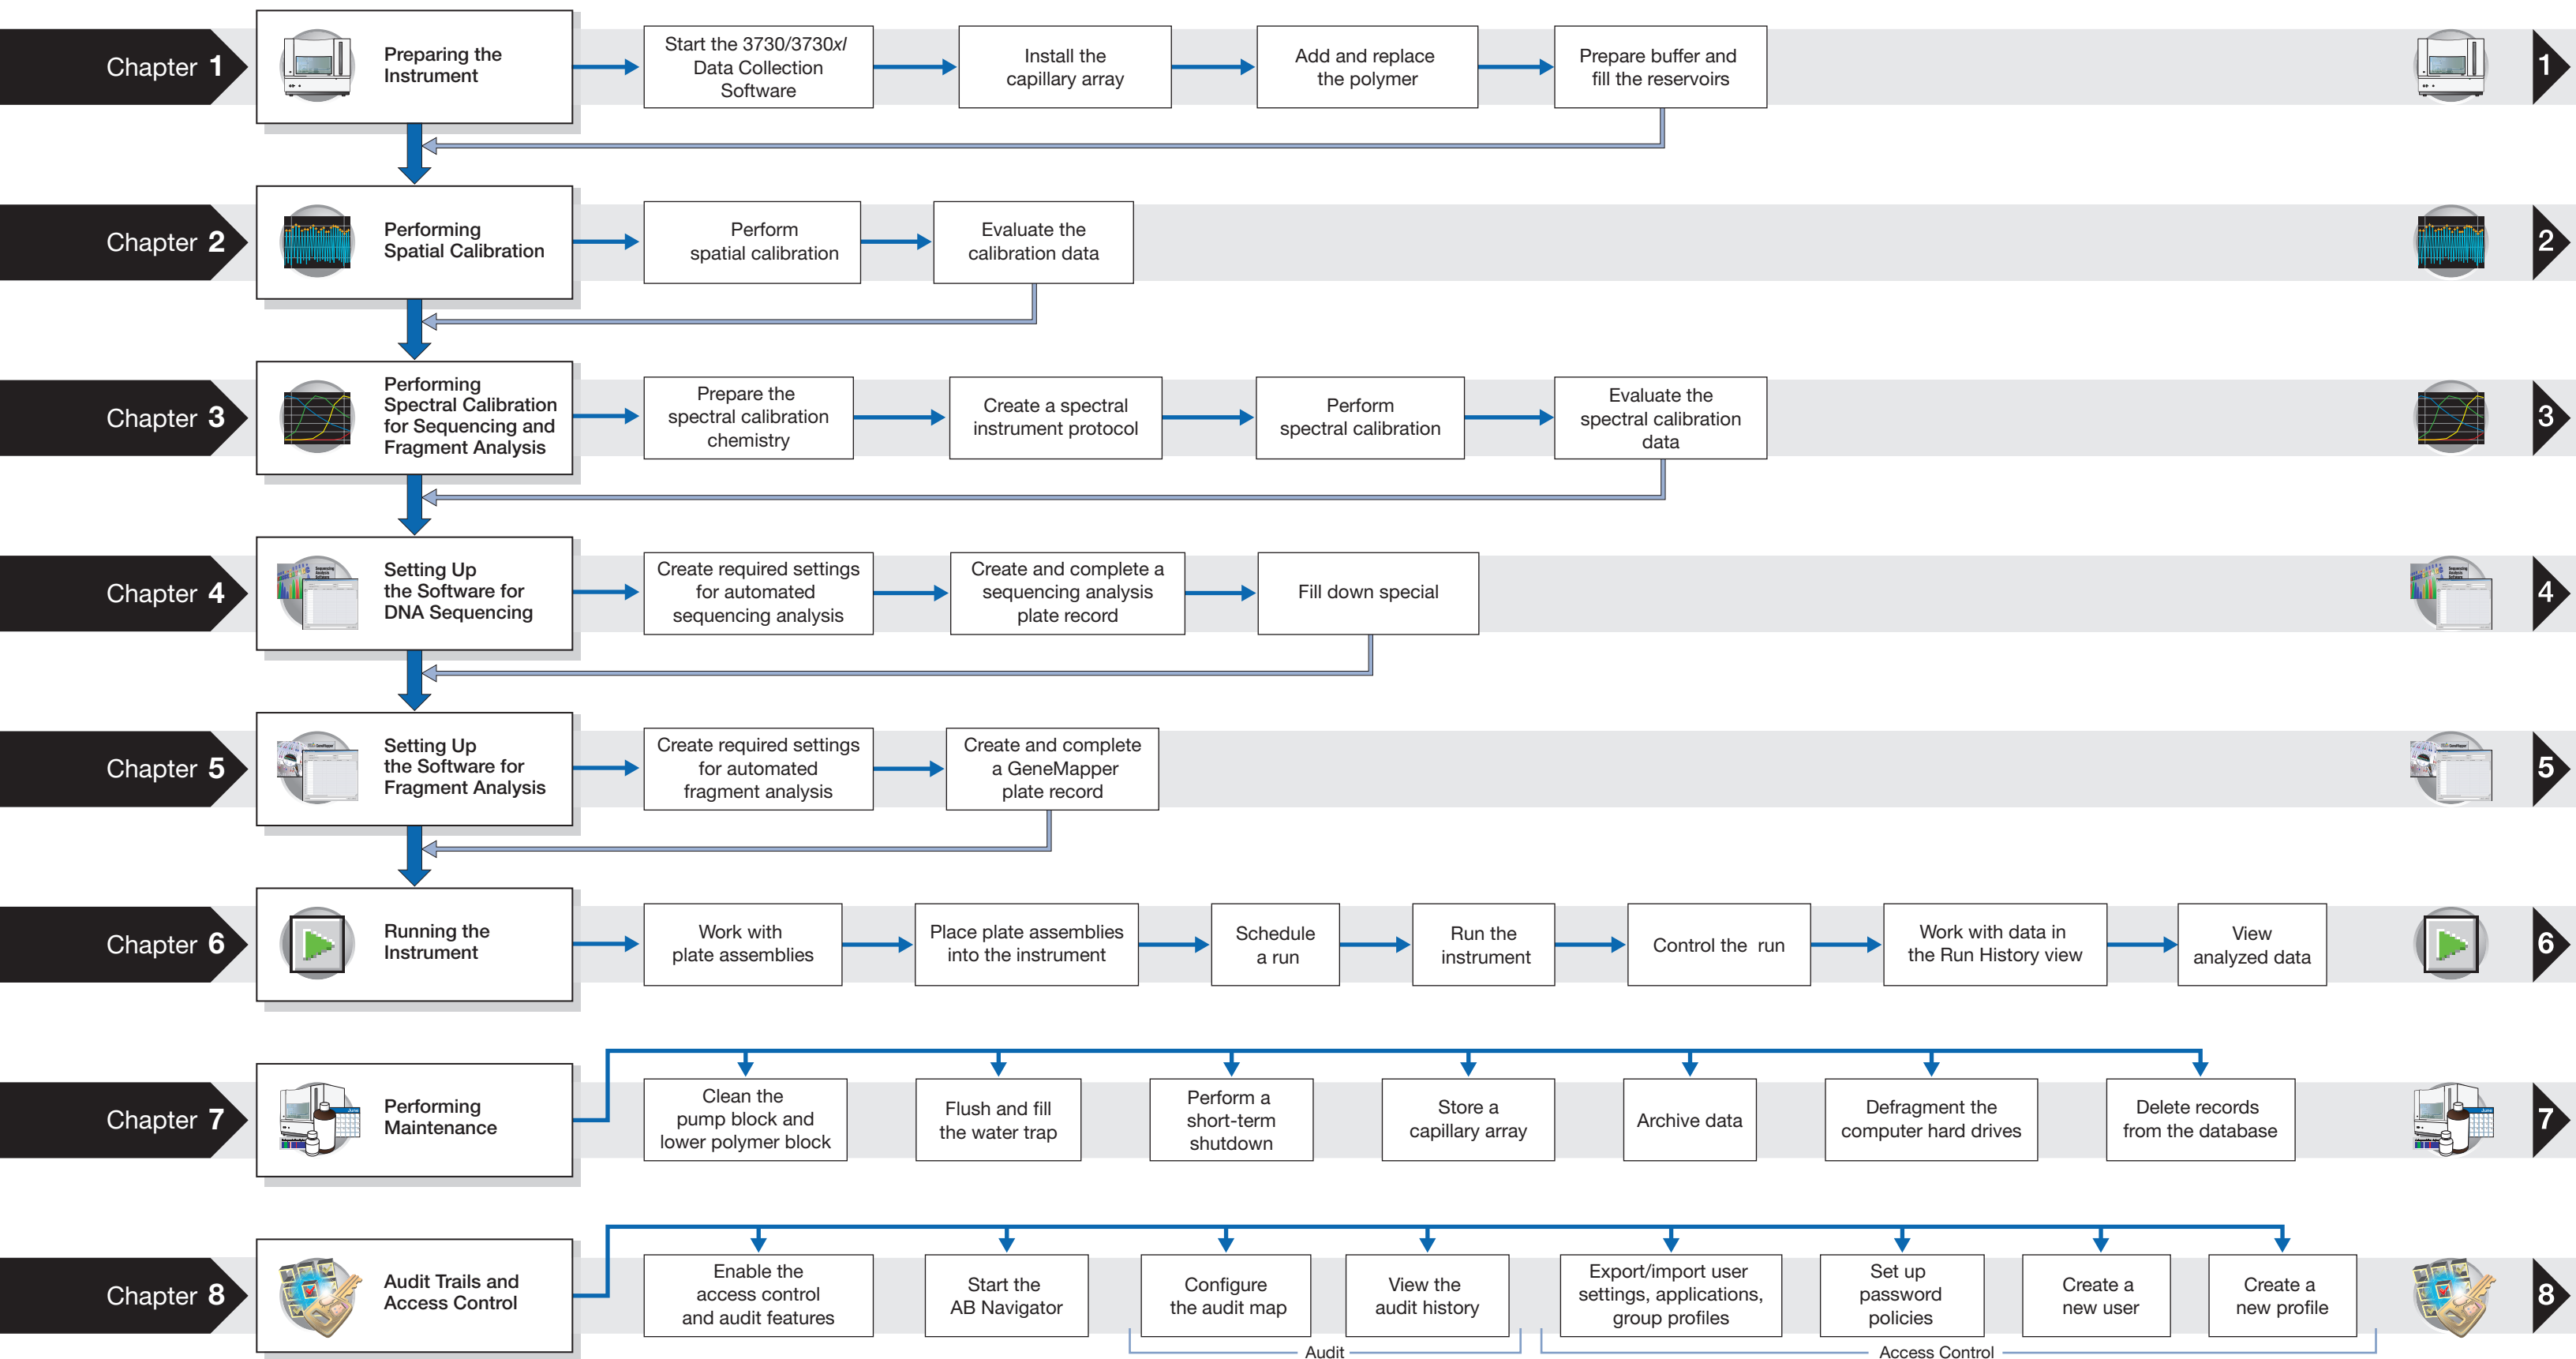 Chapter 1
Preparing the
Instrument
Start the 3730/3730xl
Data Collection
Software
Install the
capillary array
Add and replace
the polymer
Prepare buffer and
fill the reservoirs
1
Chapter 2
Performing
Spatial Calibration
Perform
spatial calibration
Evaluate the
calibration data
2
Chapter 3
Performing
Spectral Calibration
for Sequencing and
Fragment Analysis
Prepare the
spectral calibration
chemistry
Create a spectral
instrument protocol
Perform
spectral calibration
Evaluate the
spectral calibration
data
3
Chapter 4
Setting Up
the Software for
DNA Sequencing
Create required settings
for automated
sequencing analysis
Create and complete a
sequencing analysis
plate record
Fill down special
4
Chapter 5
Setting Up
the Software for
Fragment Analysis
Create required settings
for automated
fragment analysis
Create and complete
a GeneMapper
plate record
5
Chapter 6
Running the
Instrument
Work with
plate assemblies
Place plate assemblies
into the instrument
Schedule
a run
Run the
instrument
Control the run
Work with data in
the Run History view
View
analyzed data
6
Chapter 7
Performing
Maintenance
Clean the
pump block and
lower polymer block
Flush and fill
the water trap
Perform a
short-term
shutdown
Store a
capillary array
Archive data
Defragment the
computer hard drives
Delete records
from the database
7
Chapter 8
Audit Trails and
Access Control
Enable the
access control
and audit features
Start the
AB Navigator
Configure
the audit map
View the
audit history
Export/import user
settings, applications,
group profiles
Set up
password
policies
Create a
new user
Create a
new profile
8
Audit
Access Control